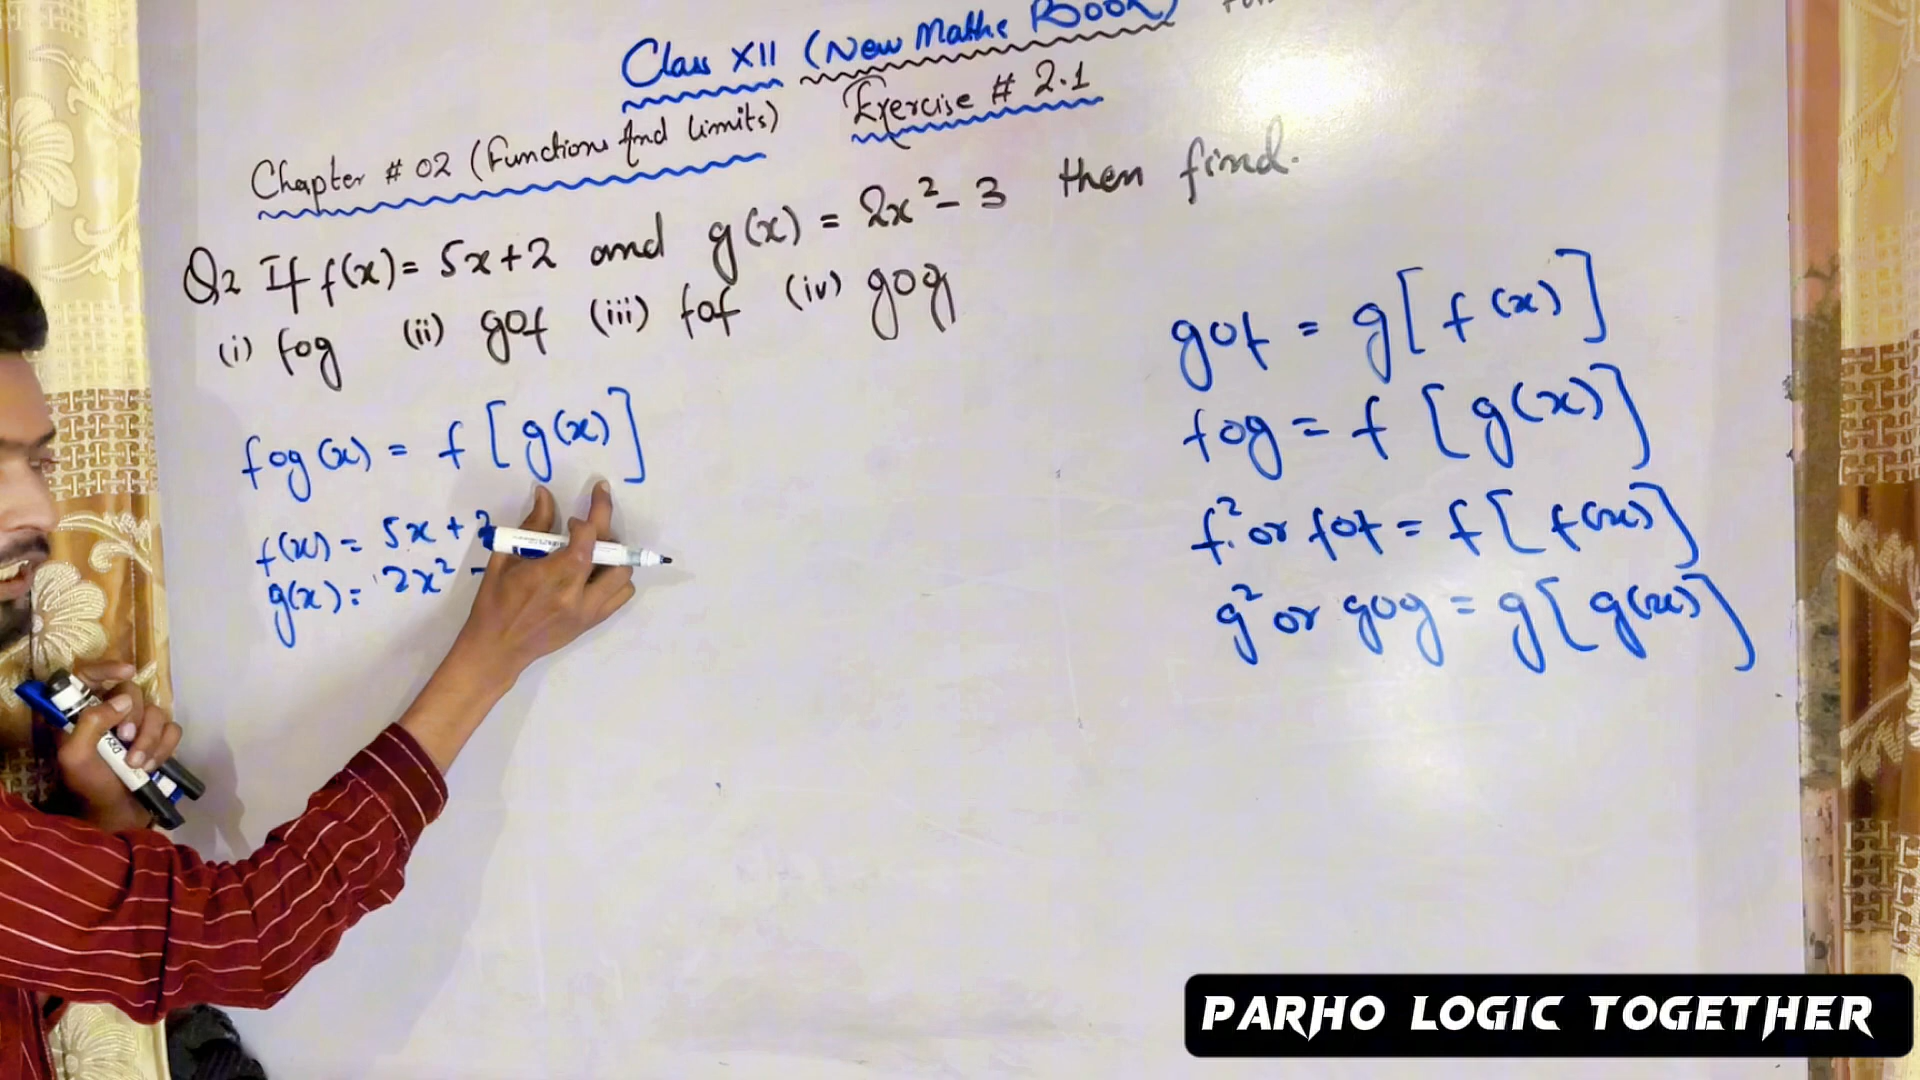 Class XII (New Maths Book)
Chapter # 02 (Functions And Limits) Exercise # 2.1
Q2 If f(x) = 5x+2 and g(x) = 2x² - 3 then find.
(i) fog (ii) gof (iii) fof (iv) gog
fog(x) = f[g(x)]
f(x) = 5x + 2
g(x) = 2x² -
gof = g[f(x)]
fog = f[g(x)]
f² or fof = f[f(x)]
g² or gog = g[g(x)]
PARHO LOGIC TOGETHER